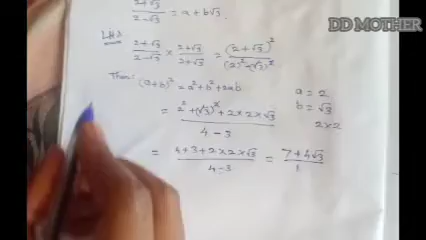 DD MOTHER
2+√3/2-√3 = a+b√3.
LHS
2+√3/2-√3 × 2+√3/2+√3 = (2+√3)²/(2)²-(√3)²
(a+b)² = a²+b²+2ab
a = 2
b = √3
= 2²+(√3)²+2×2×√3/4-3
2×2
= 4+3+2×2×√3/4-3 = 7+4√3/1